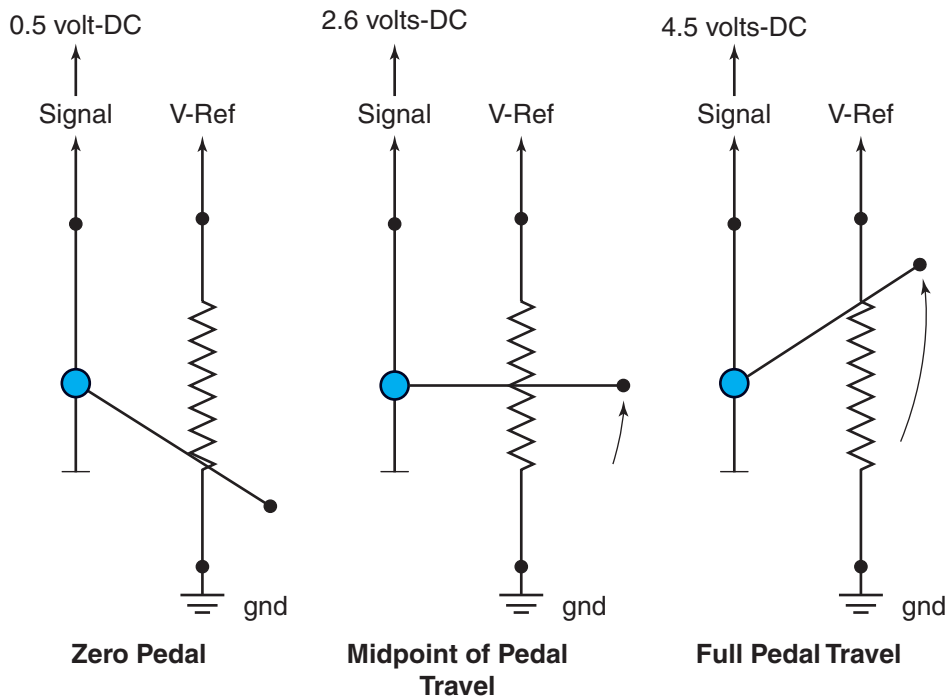 0.5 volt-DC
Signal
V-Ref
gnd
Zero Pedal
2.6 volts-DC
Signal
V-Ref
gnd
Midpoint of Pedal
Travel
4.5 volts-DC
Signal
V-Ref
gnd
Full Pedal Travel